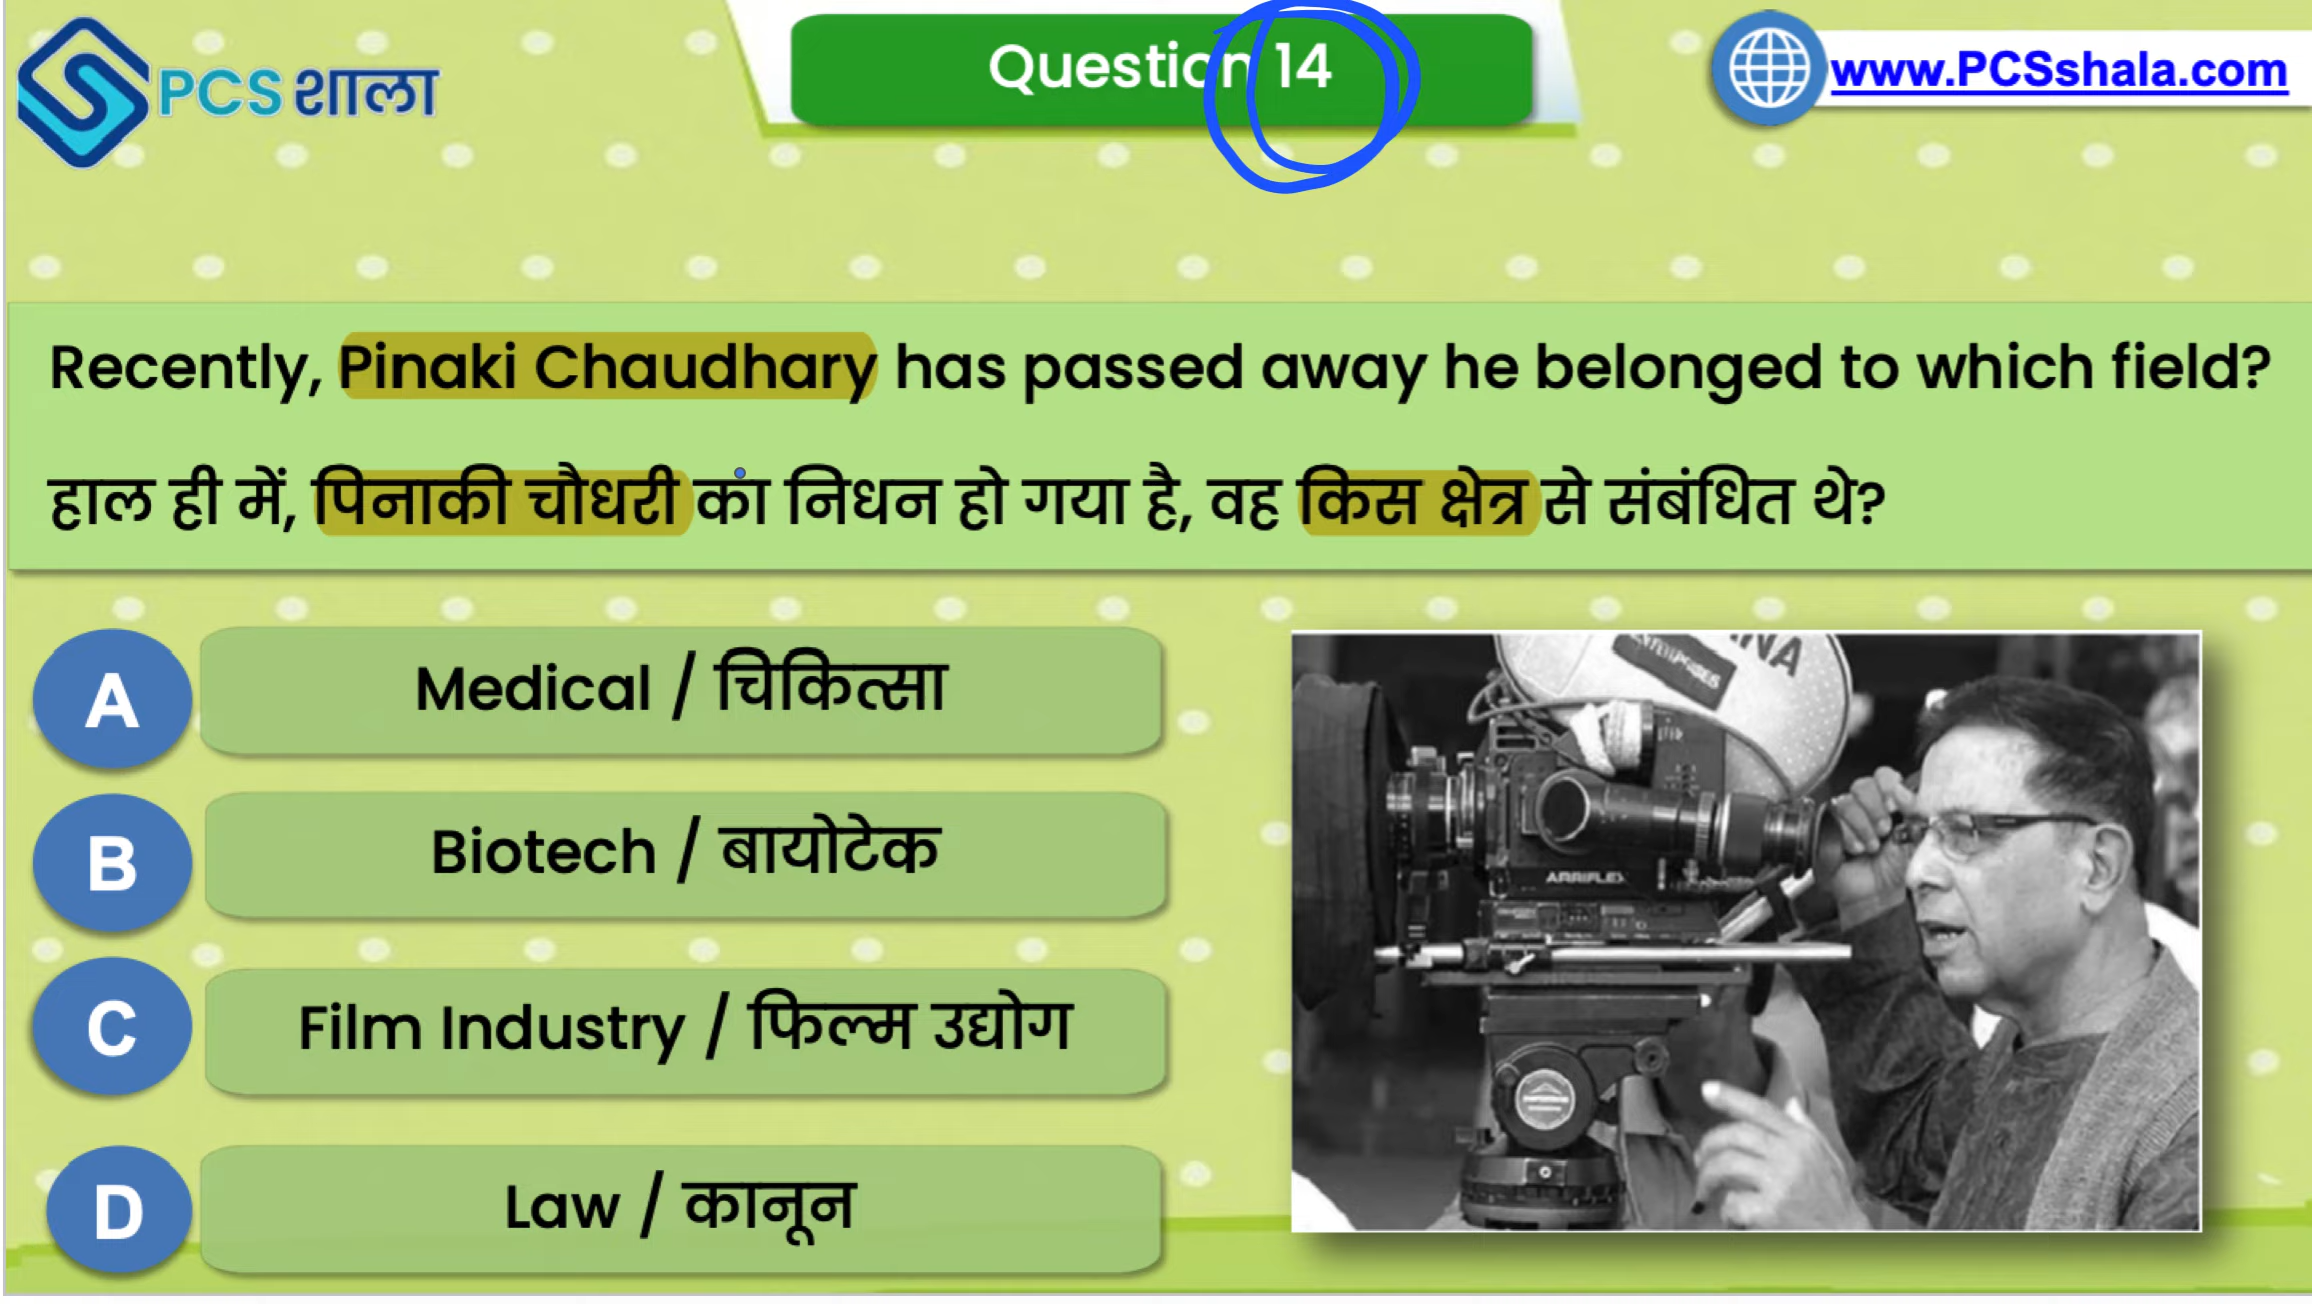 PCS शाला
Question 14
www.PCSshala.com
Recently, Pinaki Chaudhary has passed away he belonged to which field?
हाल ही में, पिनाकी चौधरी का निधन हो गया है, वह किस क्षेत्र से संबंधित थे?
A Medical / चिकित्सा
B Biotech / बायोटेक
C Film Industry / फिल्म उद्योग
D Law / कानून
ARRIFLEX